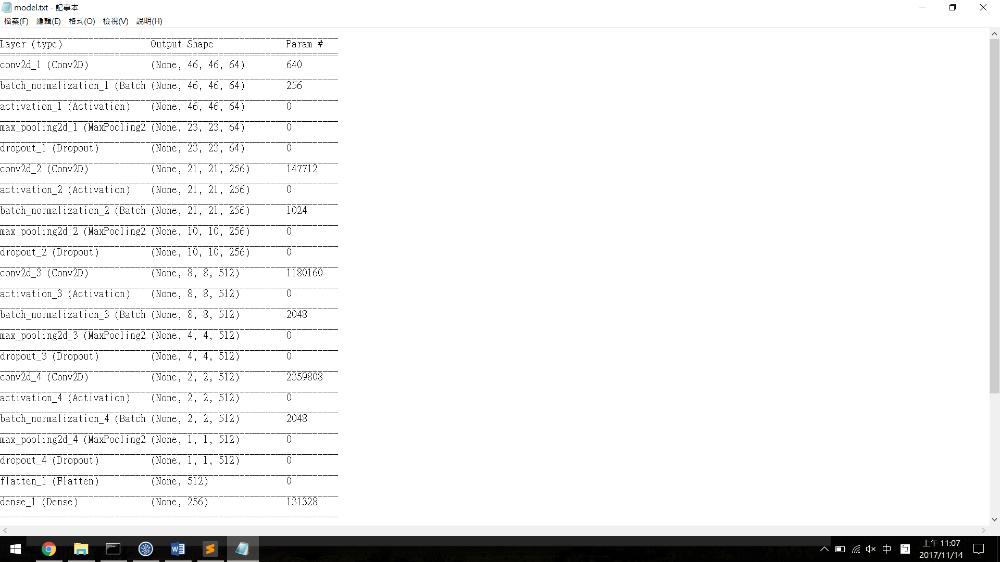 model.txt - 記事本
檔案(F) 編輯(E) 格式(O) 檢視(V) 說明(H)
_________________________________________________________________
Layer (type)                 Output Shape              Param #
=================================================================
conv2d_1 (Conv2D)            (None, 46, 46, 64)        640
_________________________________________________________________
batch_normalization_1 (Batch (None, 46, 46, 64)        256
_________________________________________________________________
activation_1 (Activation)    (None, 46, 46, 64)        0
_________________________________________________________________
max_pooling2d_1 (MaxPooling2 (None, 23, 23, 64)        0
_________________________________________________________________
dropout_1 (Dropout)          (None, 23, 23, 64)        0
_________________________________________________________________
conv2d_2 (Conv2D)            (None, 21, 21, 256)       147712
_________________________________________________________________
activation_2 (Activation)    (None, 21, 21, 256)       0
_________________________________________________________________
batch_normalization_2 (Batch (None, 21, 21, 256)       1024
_________________________________________________________________
max_pooling2d_2 (MaxPooling2 (None, 10, 10, 256)       0
_________________________________________________________________
dropout_2 (Dropout)          (None, 10, 10, 256)       0
_________________________________________________________________
conv2d_3 (Conv2D)            (None, 8, 8, 512)         1180160
_________________________________________________________________
activation_3 (Activation)    (None, 8, 8, 512)         0
_________________________________________________________________
batch_normalization_3 (Batch (None, 8, 8, 512)         2048
_________________________________________________________________
max_pooling2d_3 (MaxPooling2 (None, 4, 4, 512)         0
_________________________________________________________________
dropout_3 (Dropout)          (None, 4, 4, 512)         0
_________________________________________________________________
conv2d_4 (Conv2D)            (None, 2, 2, 512)         2359808
_________________________________________________________________
activation_4 (Activation)    (None, 2, 2, 512)         0
_________________________________________________________________
batch_normalization_4 (Batch (None, 2, 2, 512)         2048
_________________________________________________________________
max_pooling2d_4 (MaxPooling2 (None, 1, 1, 512)         0
_________________________________________________________________
dropout_4 (Dropout)          (None, 1, 1, 512)         0
_________________________________________________________________
flatten_1 (Flatten)          (None, 512)               0
_________________________________________________________________
dense_1 (Dense)              (None, 256)               131328
_________________________________________________________________
中 ㄅ 上午 11:07
2017/11/14